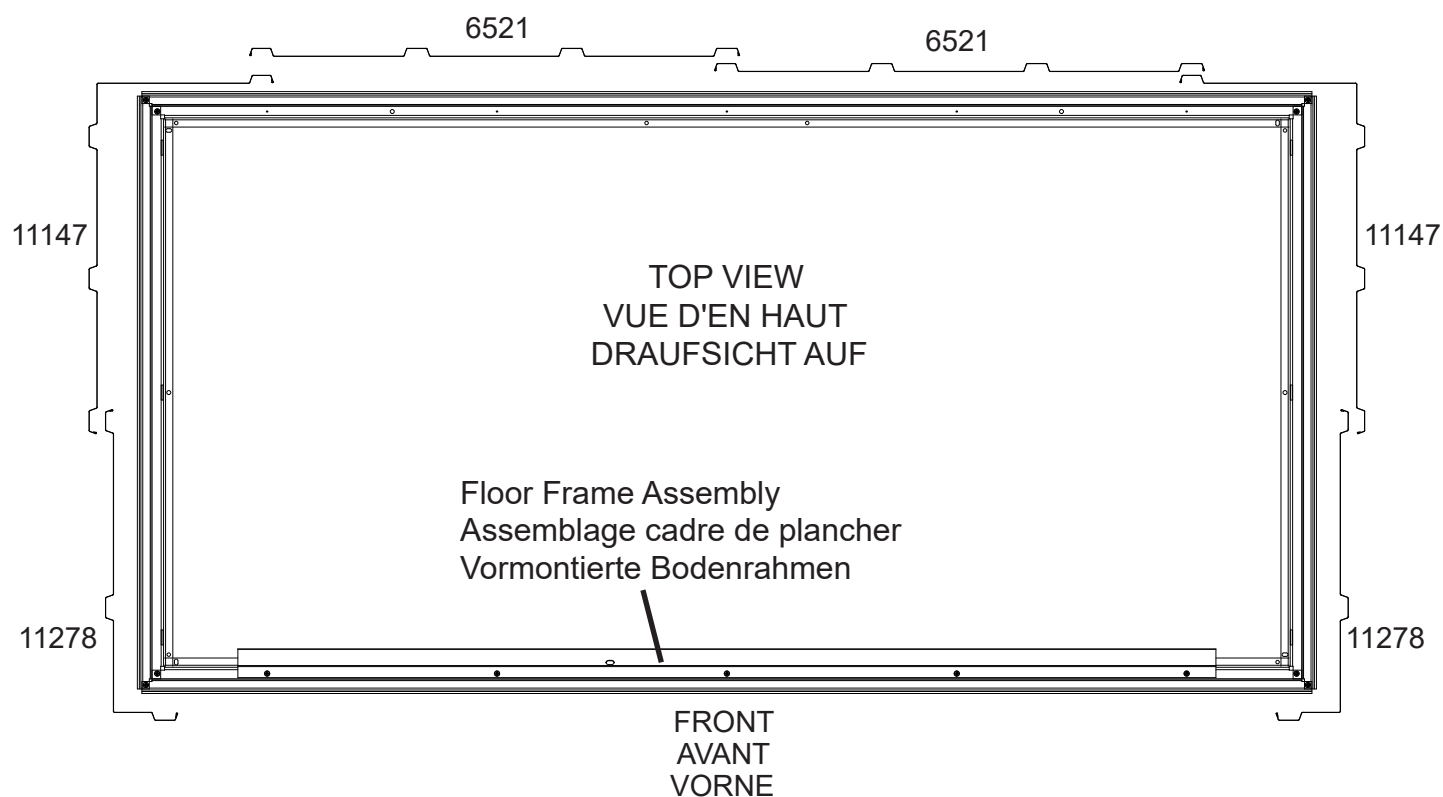 6521
6521
11147
11147
TOP VIEW
VUE D'EN HAUT
DRAUFSICHT AUF
Floor Frame Assembly
Assemblage cadre de plancher
Vormontierte Bodenrahmen
11278
11278
FRONT
AVANT
VORNE